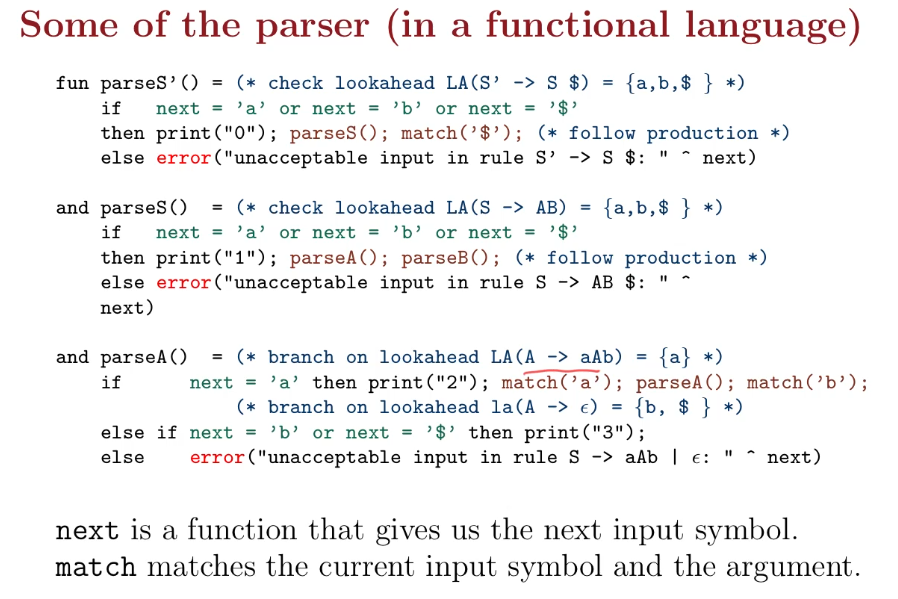 Some of the parser (in a functional language)
fun parseS’() = (* check lookahead LA(S’ -> S $) = {a,b,$ } *)
if next = ’a’ or next = ’b’ or next = ’$’
then print("0"); parseS(); match(’$’); (* follow production *)
else error("unacceptable input in rule S’ -> S $: " ^ next)
and parseS() = (* check lookahead LA(S -> AB) = {a,b,$ } *)
if next = ’a’ or next = ’b’ or next = ’$’
then print("1"); parseA(); parseB(); (* follow production *)
else error("unacceptable input in rule S -> AB $: " ^
next)
and parseA() = (* branch on lookahead LA(A -> aAb) = {a} *)
if next = ’a’ then print("2"); match(’a’); parseA(); match(’b’);
(* branch on lookahead la(A -> ϵ) = {b, $ } *)
else if next = ’b’ or next = ’$’ then print("3");
else error("unacceptable input in rule S -> aAb | ϵ: " ^ next)
next is a function that gives us the next input symbol.
match matches the current input symbol and the argument.